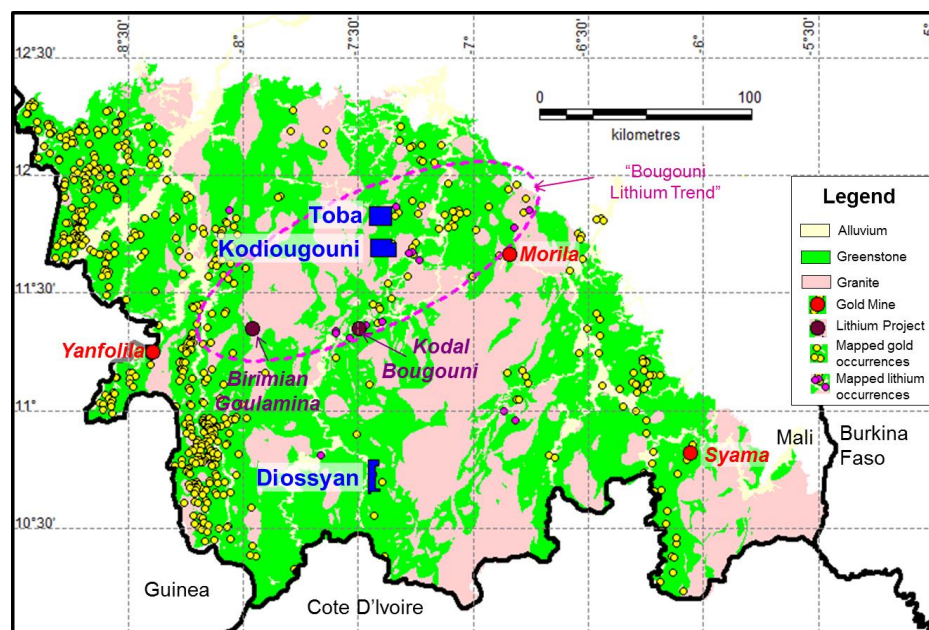 -8°30'
-8°
-7°30'
-7°
-6°30'
-6°
-5°30'
-5°
12°30'
12°
11°30'
11°
10°30'
0 100
kilometres
"Bougouni
Lithium Trend"
Toba
Kodiougouni
Morila
Yanfolila
Birimian
Goulamina
Kodal
Bougouni
Diossyan
Syama
Mali
Burkina
Faso
Guinea
Cote D'Ivoire
Legend
Alluvium
Greenstone
Granite
Gold Mine
Lithium Project
Mapped gold
occurrences
Mapped lithium
occurrences